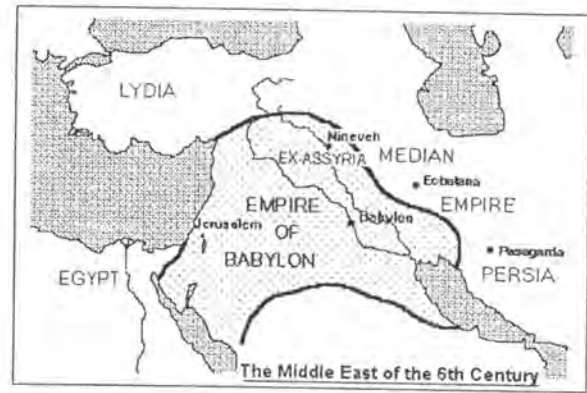 LYDIA
Nineveh
EX-ASSYRIA
MEDIAN
Ecbatana
EMPIRE
Jerusalem
EMPIRE
OF
BABYLON
Babylon
Pasagarda
EGYPT
PERSIA
The Middle East of the 6th Century